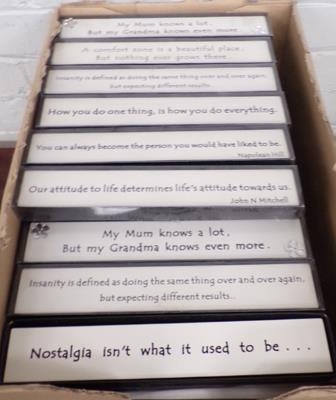 My Mum knows a lot,
But my Grandma knows even more.
A comfort zone is a beautiful place,
But nothing ever grows there
Insanity is defined as doing the same thing over and over again,
but expecting different results..
How you do one thing, is how you do everything.
You can always become the person you would have liked to be.
Napolean Hill
Our attitude to life determines life's attitude towards us.
John N Mitchell
My Mum knows a lot,
But my Grandma knows even more.
Insanity is defined as doing the same thing over and over again,
but expecting different results..
Nostalgia isn't what it used to be ...